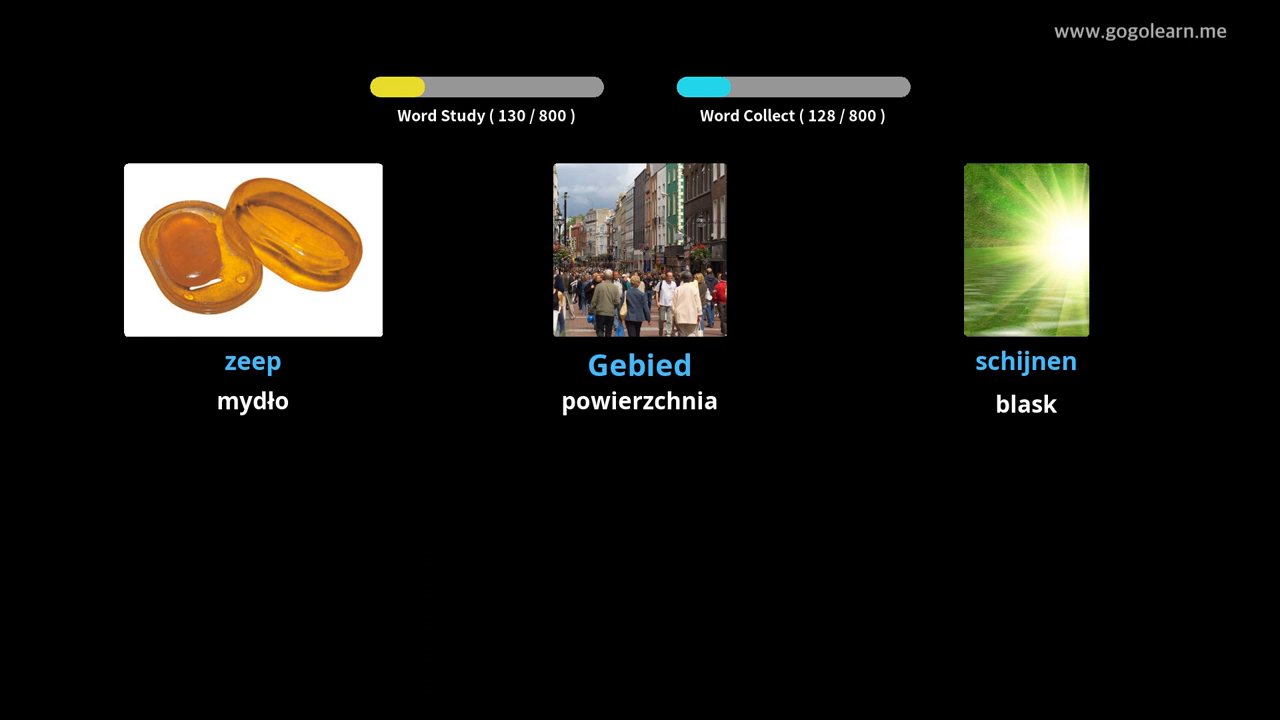 www.gogolearn.me
Word Study ( 130 / 800 )
Word Collect ( 128 / 800 )
zeep
Gebied
schijnen
mydło
powierzchnia
blask